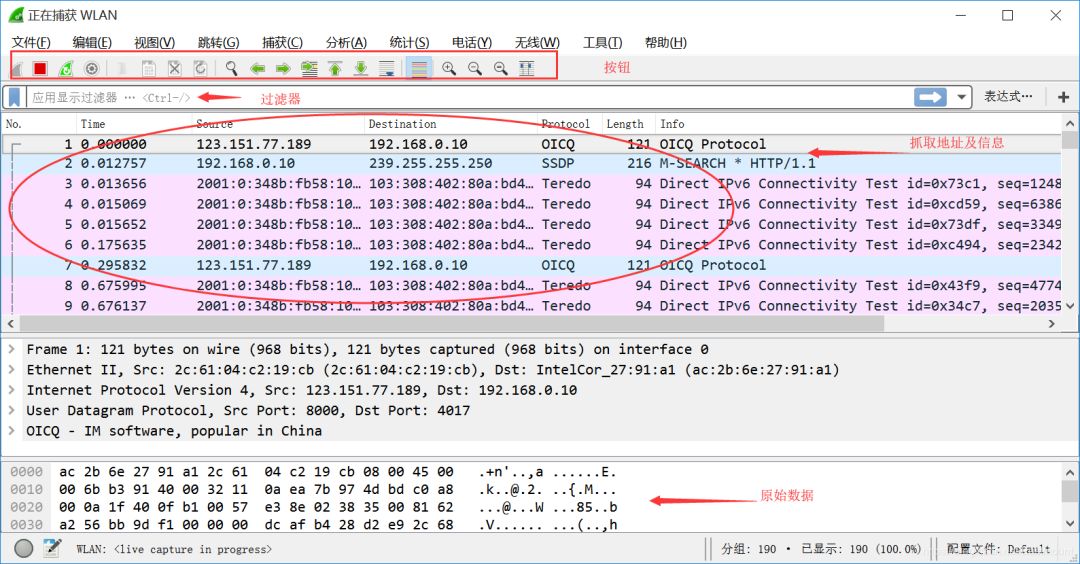 正在捕获 WLAN
文件(F) 编辑(E) 视图(V) 跳转(G) 捕获(C) 分析(A) 统计(S) 电话(Y) 无线(W) 工具(T) 帮助(H)
按钮
应用显示过滤器 … <Ctrl-/> 过滤器 表达式… +
No. Time Source Destination Protocol Length Info
1 0.000000 123.151.77.189 192.168.0.10 OICQ 121 OICQ Protocol 抓取地址及信息
2 0.012757 192.168.0.10 239.255.255.250 SSDP 216 M-SEARCH * HTTP/1.1
3 0.013656 2001:0:348b:fb58:10… 103:308:402:80a:bd4… Teredo 94 Direct IPv6 Connectivity Test id=0x73c1, seq=1248
4 0.015069 2001:0:348b:fb58:10… 103:308:402:80a:bd4… Teredo 94 Direct IPv6 Connectivity Test id=0xcd59, seq=6386
5 0.015652 2001:0:348b:fb58:10… 103:308:402:80a:bd4… Teredo 94 Direct IPv6 Connectivity Test id=0x73df, seq=3349
6 0.175635 2001:0:348b:fb58:10… 103:308:402:80a:bd4… Teredo 94 Direct IPv6 Connectivity Test id=0xc494, seq=2342
7 0.295832 123.151.77.189 192.168.0.10 OICQ 121 OICQ Protocol
8 0.675995 2001:0:348b:fb58:10… 103:308:402:80a:bd4… Teredo 94 Direct IPv6 Connectivity Test id=0x43f9, seq=4774
9 0.676137 2001:0:348b:fb58:10… 103:308:402:80a:bd4… Teredo 94 Direct IPv6 Connectivity Test id=0x34c7, seq=2035
Frame 1: 121 bytes on wire (968 bits), 121 bytes captured (968 bits) on interface 0
Ethernet II, Src: 2c:61:04:c2:19:cb (2c:61:04:c2:19:cb), Dst: IntelCor_27:91:a1 (ac:2b:6e:27:91:a1)
Internet Protocol Version 4, Src: 123.151.77.189, Dst: 192.168.0.10
User Datagram Protocol, Src Port: 8000, Dst Port: 4017
OICQ - IM software, popular in China
0000 ac 2b 6e 27 91 a1 2c 61 04 c2 19 cb 08 00 45 00 .+n'..,a ......E.
0010 00 6b b3 91 40 00 32 11 0a ea 7b 97 4d bd c0 a8 .k..@.2. ..{.M...
0020 00 0a 1f 40 0f b1 00 57 e3 8e 02 38 35 00 81 62 ...@...W ...85..b
原始数据
0030 a2 56 bb 9d f1 00 00 00 dc af b4 28 d2 e9 2c 68 .V...... ...(..,h
WLAN: <live capture in progress> 分组: 190 · 已显示: 190 (100.0%) 配置文件: Default